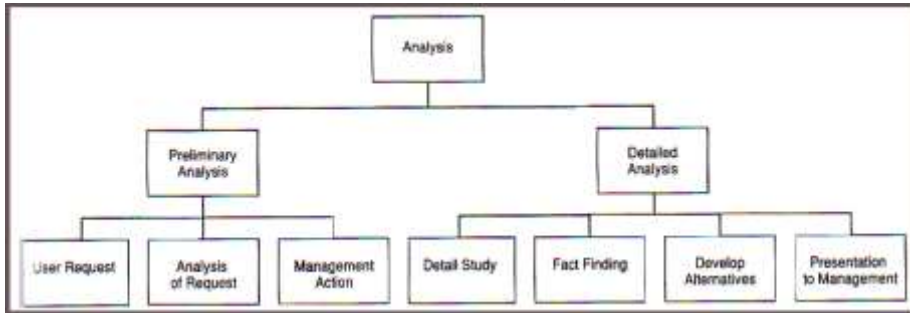 Analysis
Preliminary
Analysis
Detailed
Analysis
User Request
Analysis
of Request
Management
Action
Detail Study
Fact Finding
Develop
Alternatives
Presentation
to Management